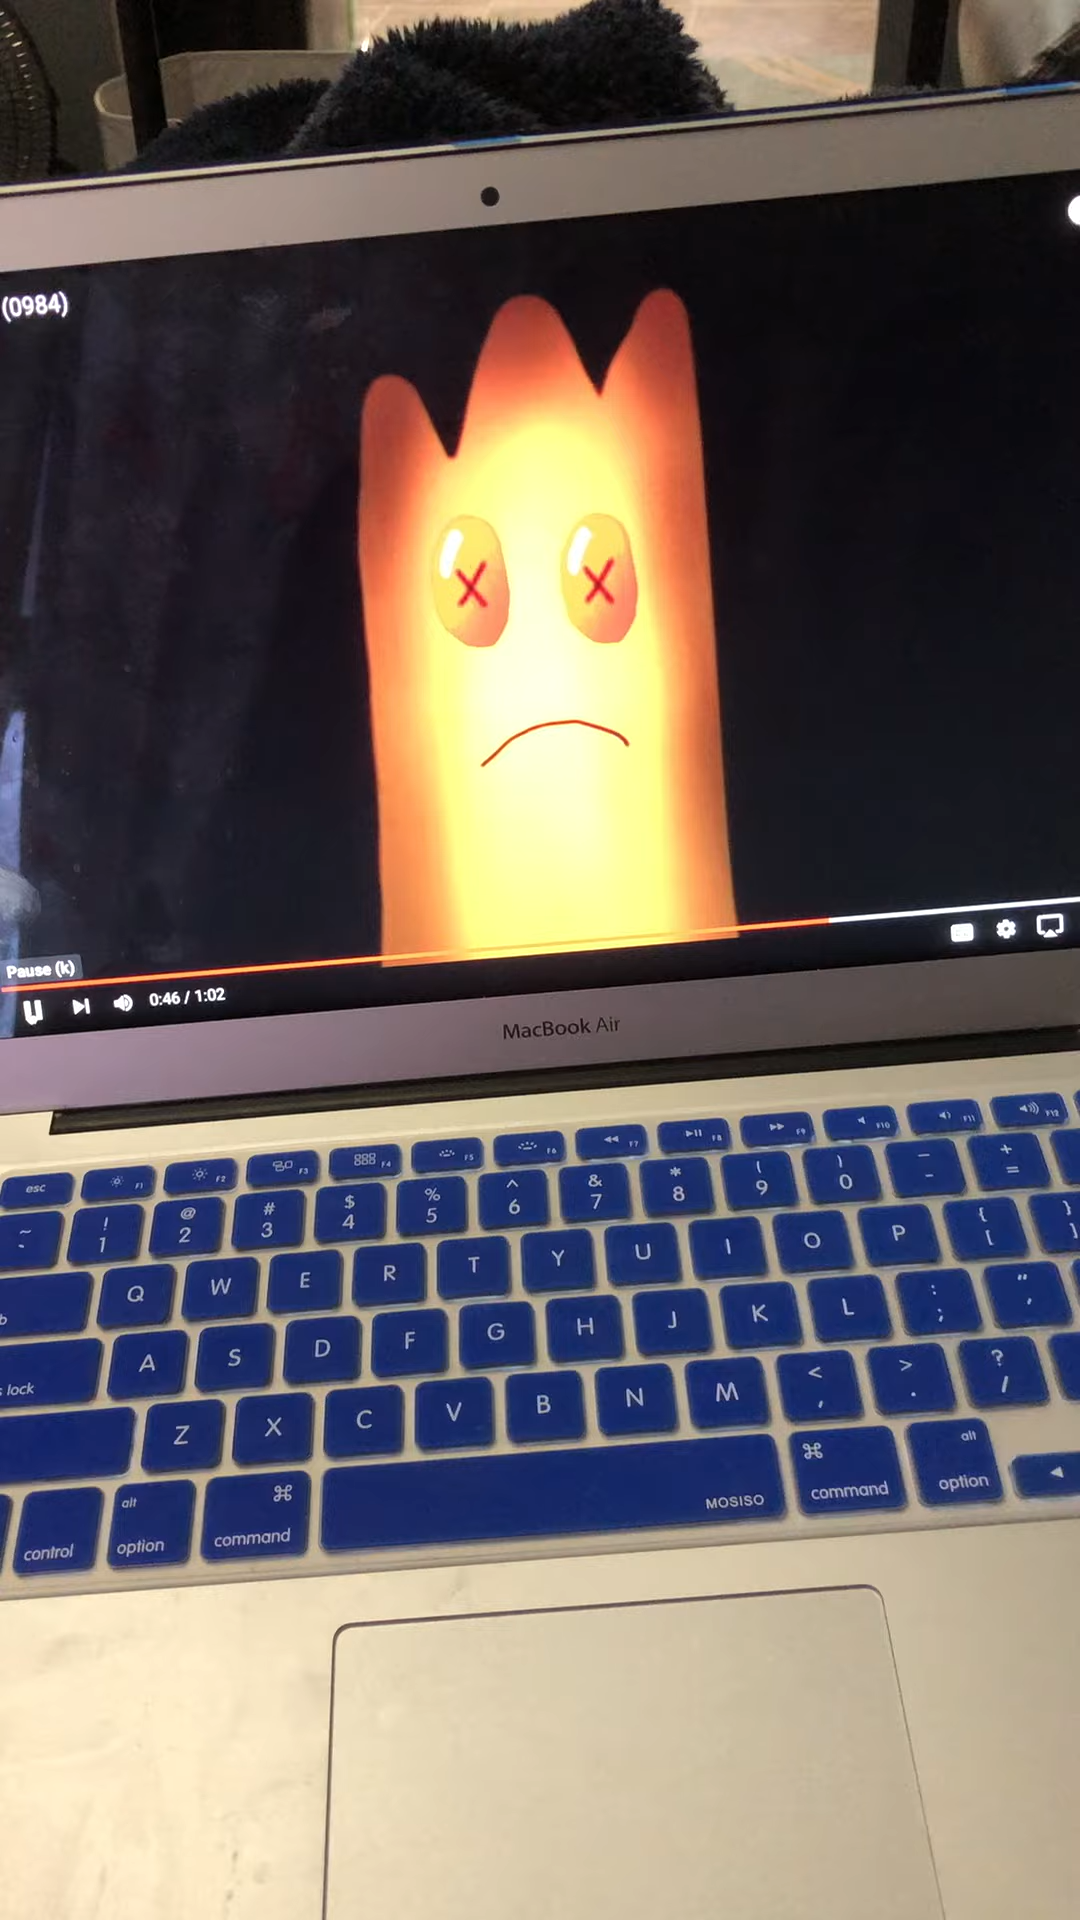 (0984)
Pause (k)
0:46 / 1:02
MacBook Air
esc F1 F2 F3 F4 F5 F6 F7 F8 F9 F10 F11 F12
~ ! @ # $ % ^ & * ( ) – +
` 1 2 3 4 5 6 7 8 9 0 - =
b Q W E R T Y U I O P { }
[ ]
lock A S D F G H J K L : "
; '
Z X C V B N M < > ?
, . /
alt ⌘ ⌘ alt
control option command MOSISO command option